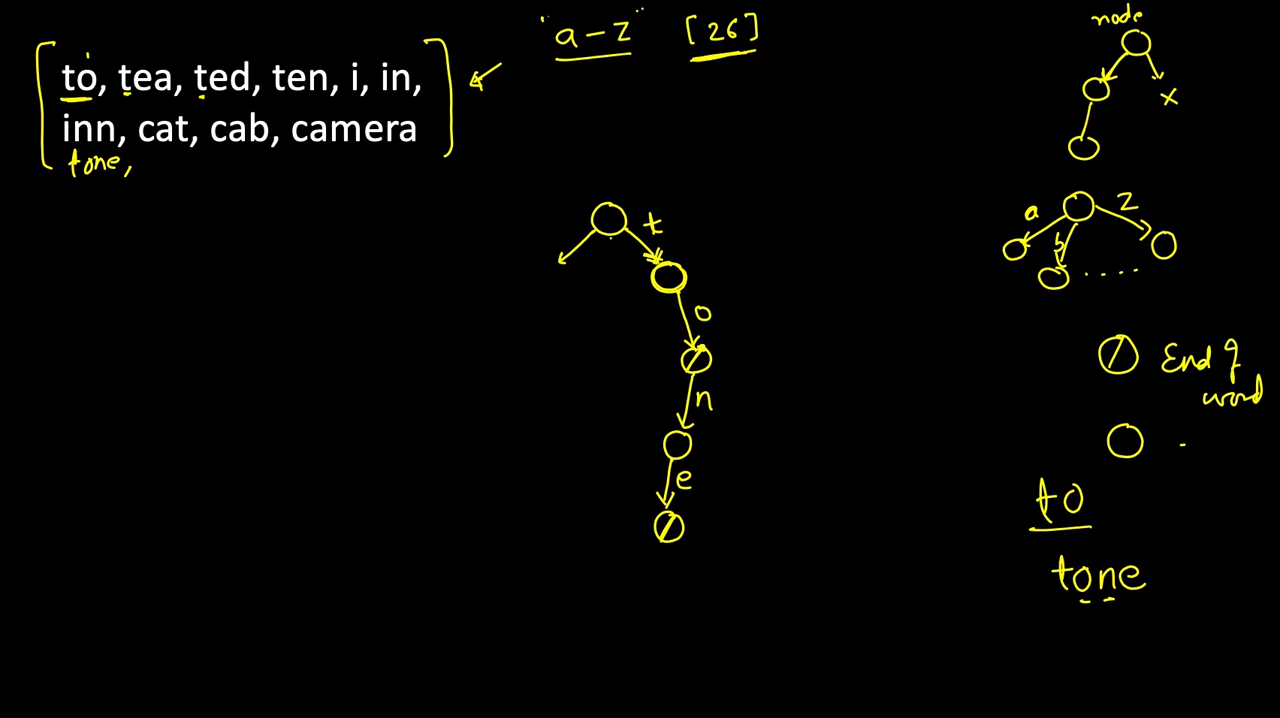 "a-z" [26]
to, tea, ted, ten, i, in,
inn, cat, cab, camera
tone,
node
x
a b z
. . . .
t
o
n
e
End of
word
to
tone